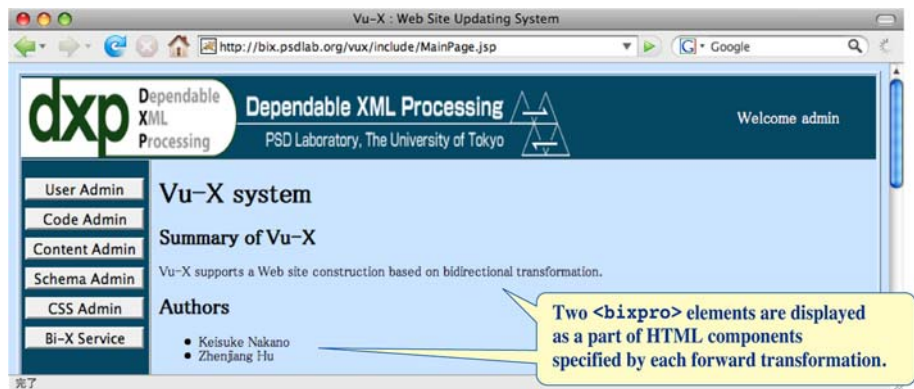 Vu-X : Web Site Updating System
http://bix.psdlab.org/vux/include/MainPage.jsp
G Google
dxp
Dependable
XML
Processing
Dependable XML Processing
PSD Laboratory, The University of Tokyo
Welcome admin
User Admin
Code Admin
Content Admin
Schema Admin
CSS Admin
Bi-X Service
Vu-X system
Summary of Vu-X
Vu-X supports a Web site construction based on bidirectional transformation.
Authors
• Keisuke Nakano
• Zhenjiang Hu
Two <bixpro> elements are displayed
as a part of HTML components
specified by each forward transformation.
完了